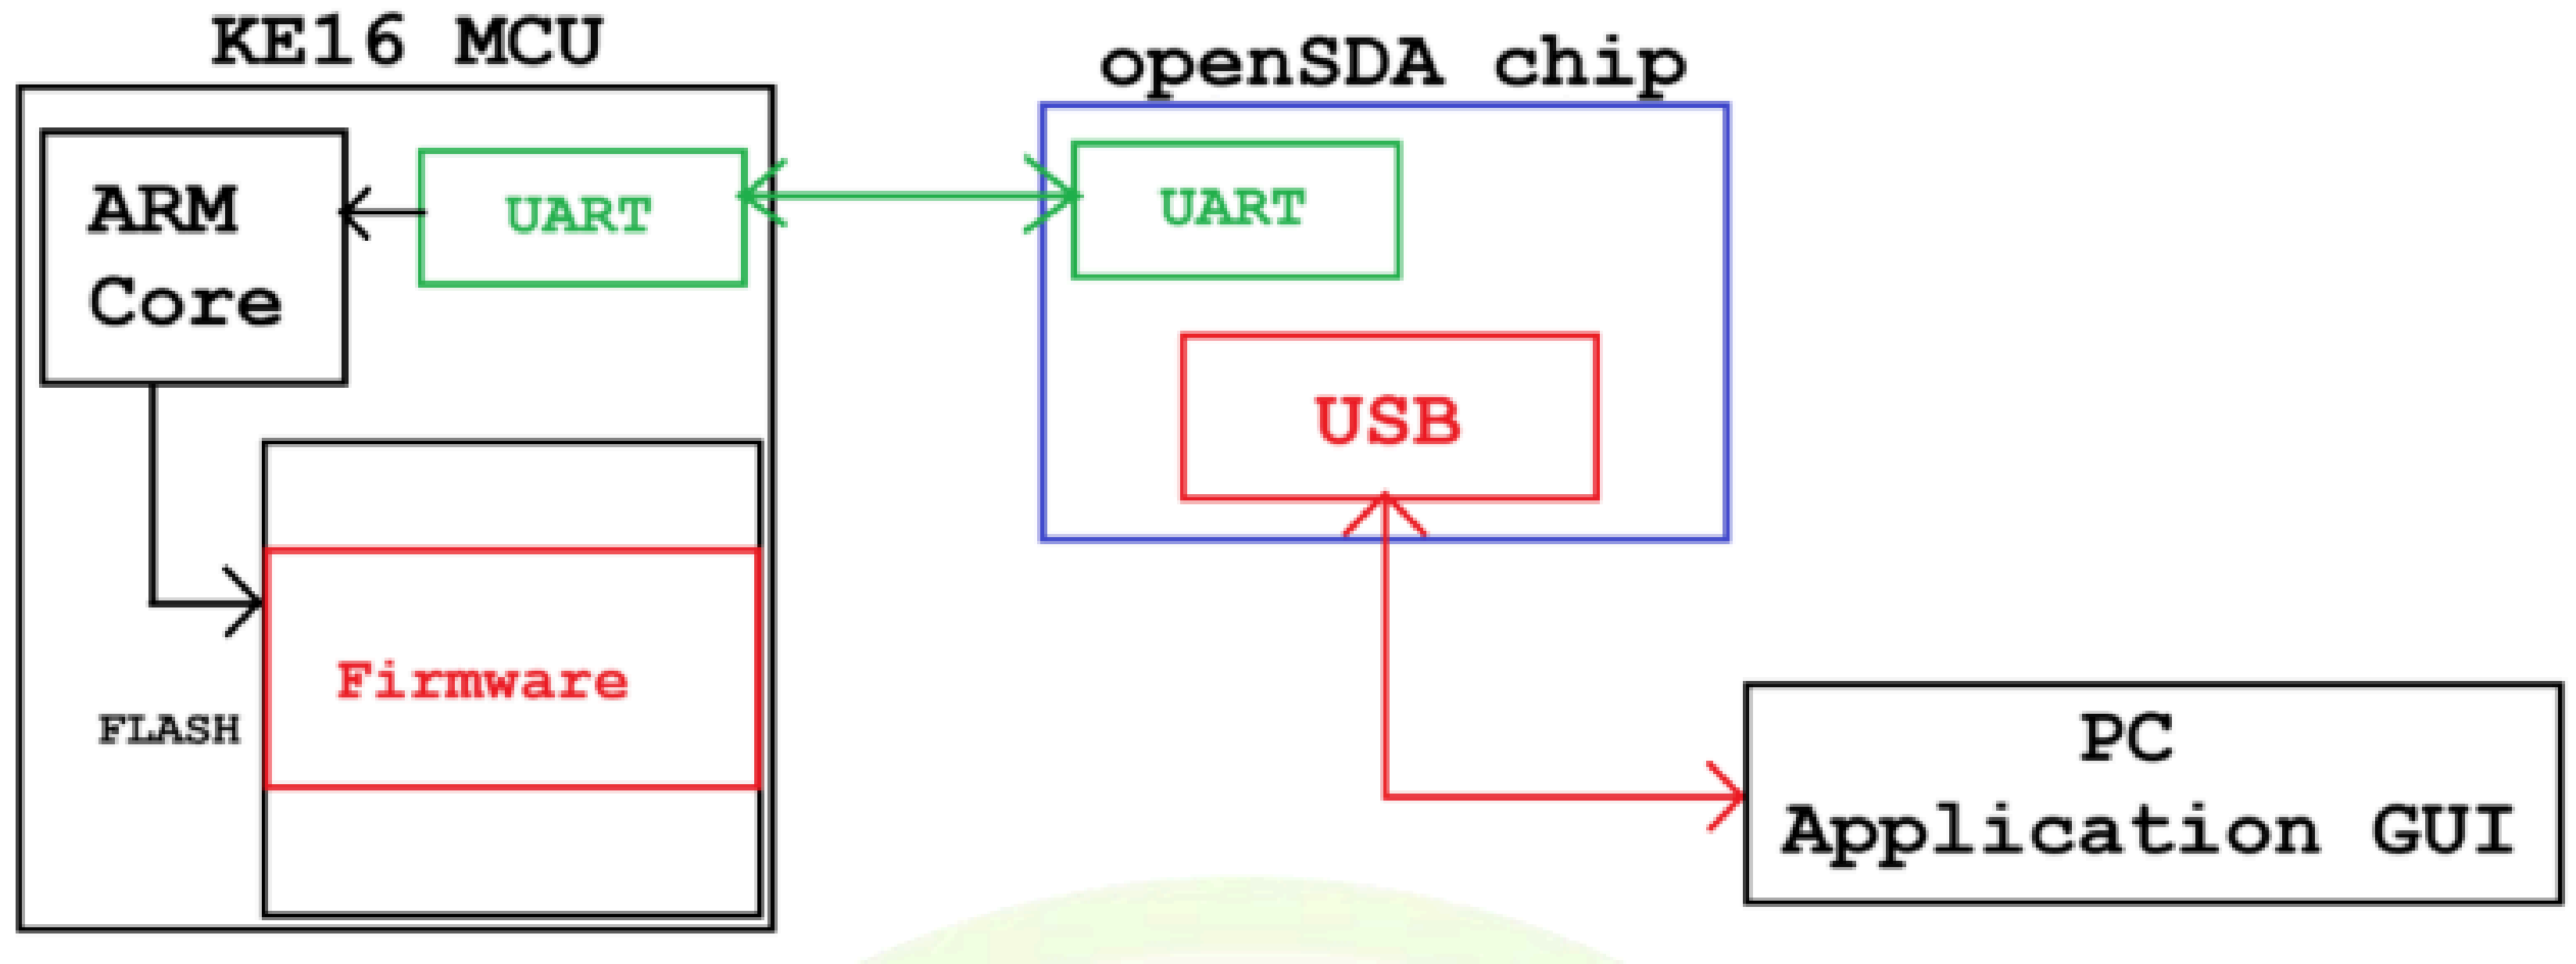 KE16 MCU
openSDA chip
ARM
Core
UART
UART
USB
Firmware
FLASH
PC
Application GUI